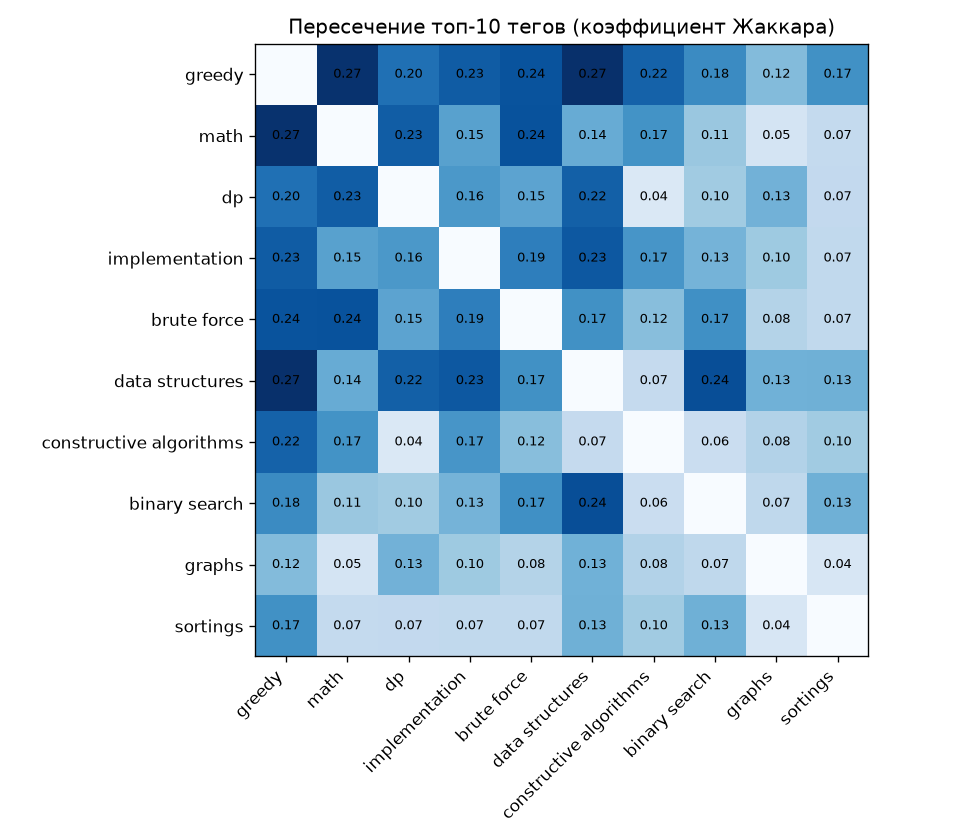 Пересечение топ-10 тегов (коэффициент Жаккара)
greedy 0.27 0.20 0.23 0.24 0.27 0.22 0.18 0.12 0.17
math 0.27 0.23 0.15 0.24 0.14 0.17 0.11 0.05 0.07
dp 0.20 0.23 0.16 0.15 0.22 0.04 0.10 0.13 0.07
implementation 0.23 0.15 0.16 0.19 0.23 0.17 0.13 0.10 0.07
brute force 0.24 0.24 0.15 0.19 0.17 0.12 0.17 0.08 0.07
data structures 0.27 0.14 0.22 0.23 0.17 0.07 0.24 0.13 0.13
constructive algorithms 0.22 0.17 0.04 0.17 0.12 0.07 0.06 0.08 0.10
binary search 0.18 0.11 0.10 0.13 0.17 0.24 0.06 0.07 0.13
graphs 0.12 0.05 0.13 0.10 0.08 0.13 0.08 0.07 0.04
sortings 0.17 0.07 0.07 0.07 0.07 0.13 0.10 0.13 0.04
greedy
math
dp
implementation
brute force
data structures
constructive algorithms
binary search
graphs
sortings